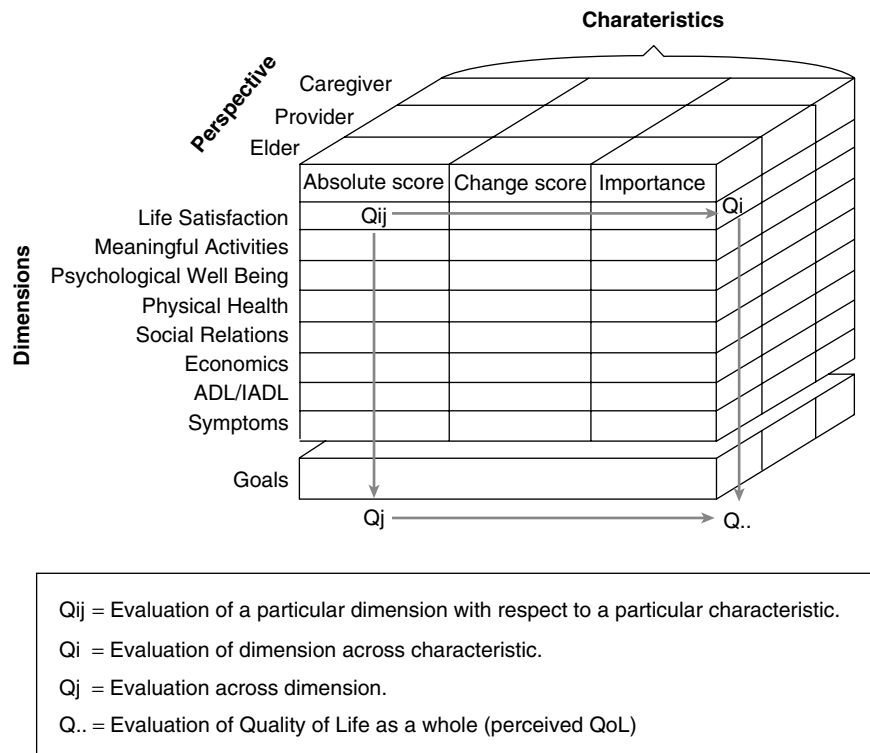 Charateristics
Perspective
Caregiver
Provider
Elder
Absolute score Change score Importance
Dimensions
Life Satisfaction Qij Qi
Meaningful Activities
Psychological Well Being
Physical Health
Social Relations
Economics
ADL/IADL
Symptoms
Goals
Qj Q..
Qij = Evaluation of a particular dimension with respect to a particular characteristic.
Qi = Evaluation of dimension across characteristic.
Qj = Evaluation across dimension.
Q.. = Evaluation of Quality of Life as a whole (perceived QoL)